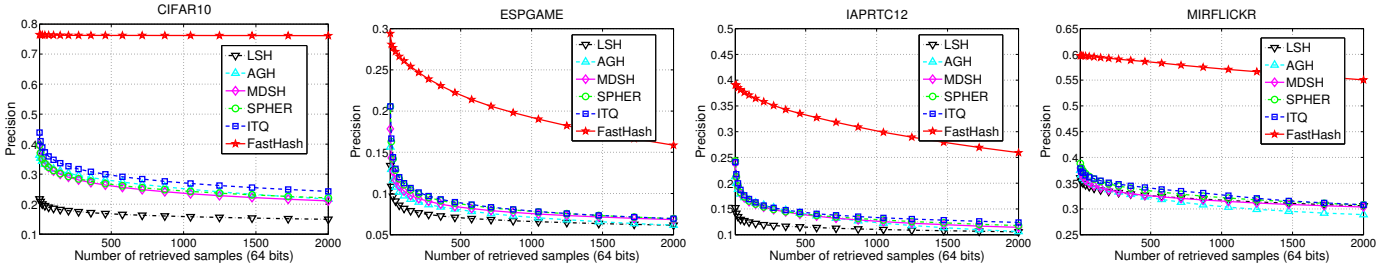 CIFAR10
0.8
0.7
0.6
0.5
0.4
0.3
0.2
0.1
500
1000
1500
2000
Precision
Number of retrieved samples (64 bits)
LSH
AGH
MDSH
SPHER
ITQ
FastHash
ESPGAME
0.3
0.25
0.2
0.15
0.1
0.05
500
1000
1500
2000
Precision
Number of retrieved samples (64 bits)
LSH
AGH
MDSH
SPHER
ITQ
FastHash
IAPRTC12
0.5
0.45
0.4
0.35
0.3
0.25
0.2
0.15
0.1
500
1000
1500
2000
Precision
Number of retrieved samples (64 bits)
LSH
AGH
MDSH
SPHER
ITQ
FastHash
MIRFLICKR
0.65
0.6
0.55
0.5
0.45
0.4
0.35
0.3
0.25
500
1000
1500
2000
Precision
Number of retrieved samples (64 bits)
LSH
AGH
MDSH
SPHER
ITQ
FastHash